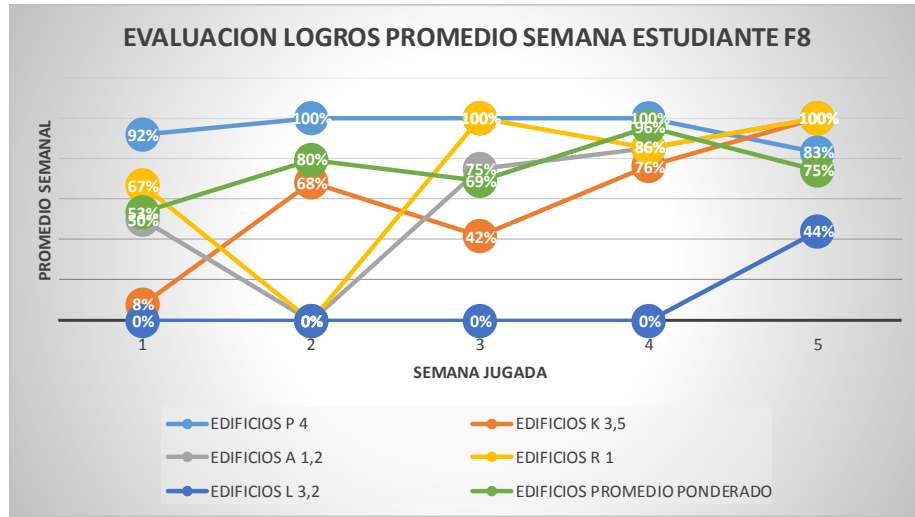 EVALUACION LOGROS PROMEDIO SEMANA ESTUDIANTE F8
PROMEDIO SEMANAL
92% 100% 100% 100% 83%
96% 100%
67% 80% 75% 86% 75%
53% 68% 69% 76%
50% 42% 44%
8%
0% 0% 0% 0%
1 2 3 4 5
SEMANA JUGADA
EDIFICIOS P 4 EDIFICIOS K 3,5
EDIFICIOS A 1,2 EDIFICIOS R 1
EDIFICIOS L 3,2 EDIFICIOS PROMEDIO PONDERADO